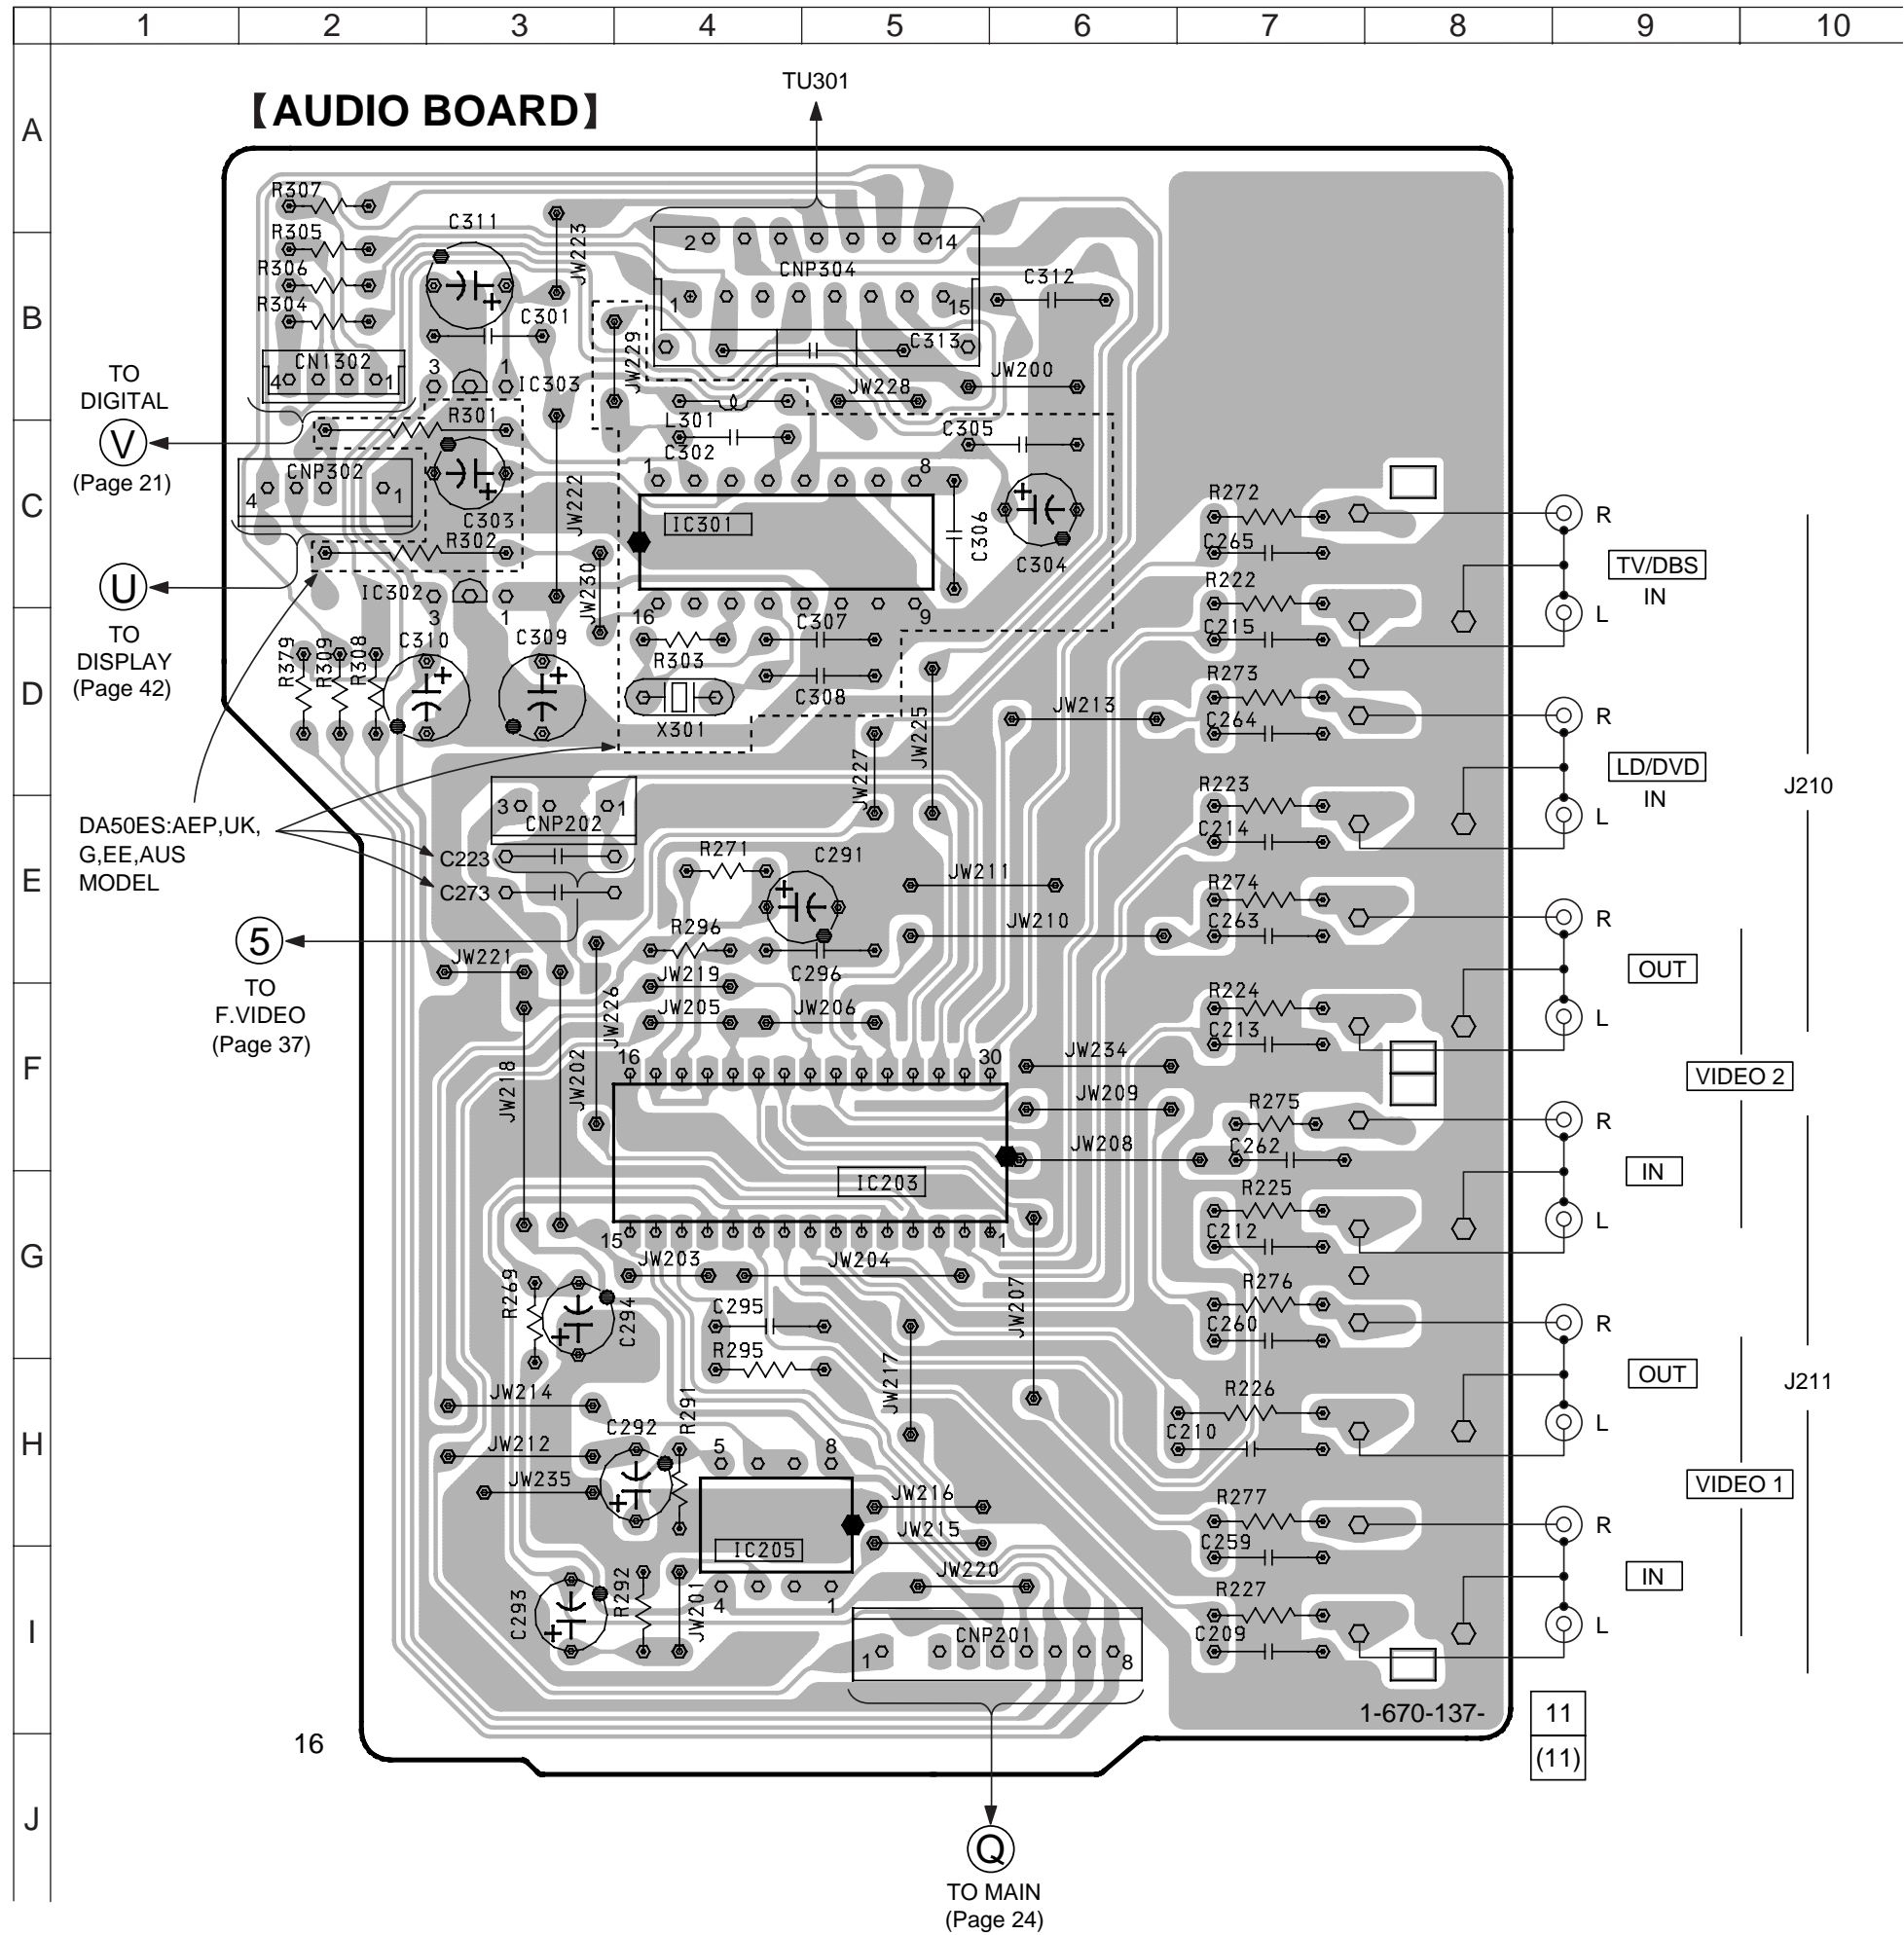 1 2 3 4 5 6 7 8 9 10
A
B
C
D
E
F
G
H
I
J
【AUDIO BOARD】
TU301
R307
R305
R306
R304
C311
JW223
2 14
CNP304
1 15
C312
C301
C313
CN1302
4 1
3 1
IC303
JW229
JW228
JW200
TO
DIGITAL
V
(Page 21)
R301
L301
C302
C305
CNP302
4 1
C303
JW222
1 8
IC301
C306
C304
R302
U
TO
DISPLAY
(Page 42)
IC302
3 1
JW230
16 9
R379
R309
R308
C310
C309
R303
C307
C308
X301
JW225
JW213
JW227
R272
C265
R222
C215
R273
C264
R223
C214
R274
C263
R224
C213
R275
C262
R225
C212
R276
C260
R226
C210
R277
C259
R227
C209
R
TV/DBS
IN
L
R
LD/DVD
IN
L
J210
R
OUT
L
VIDEO 2
R
IN
L
R
OUT
L
J211
VIDEO 1
R
IN
L
DA50ES:AEP,UK,
G,EE,AUS
MODEL
3 1
CNP202
C223
C273
R271
C291
JW211
JW210
5
TO
F.VIDEO
(Page 37)
R296
C296
JW221
JW219
JW205
JW206
JW226
JW218
JW202
16 30
JW234
JW209
JW208
IC203
15 1
JW203
JW204
JW207
R269
C294
C295
R295
JW217
JW214
C292
R291
JW212
JW235
5 8
JW216
JW215
IC205
JW220
4 1
C293
R292
JW201
CNP201
1 8
1-670-137-
11
(11)
16
Q
TO MAIN
(Page 24)